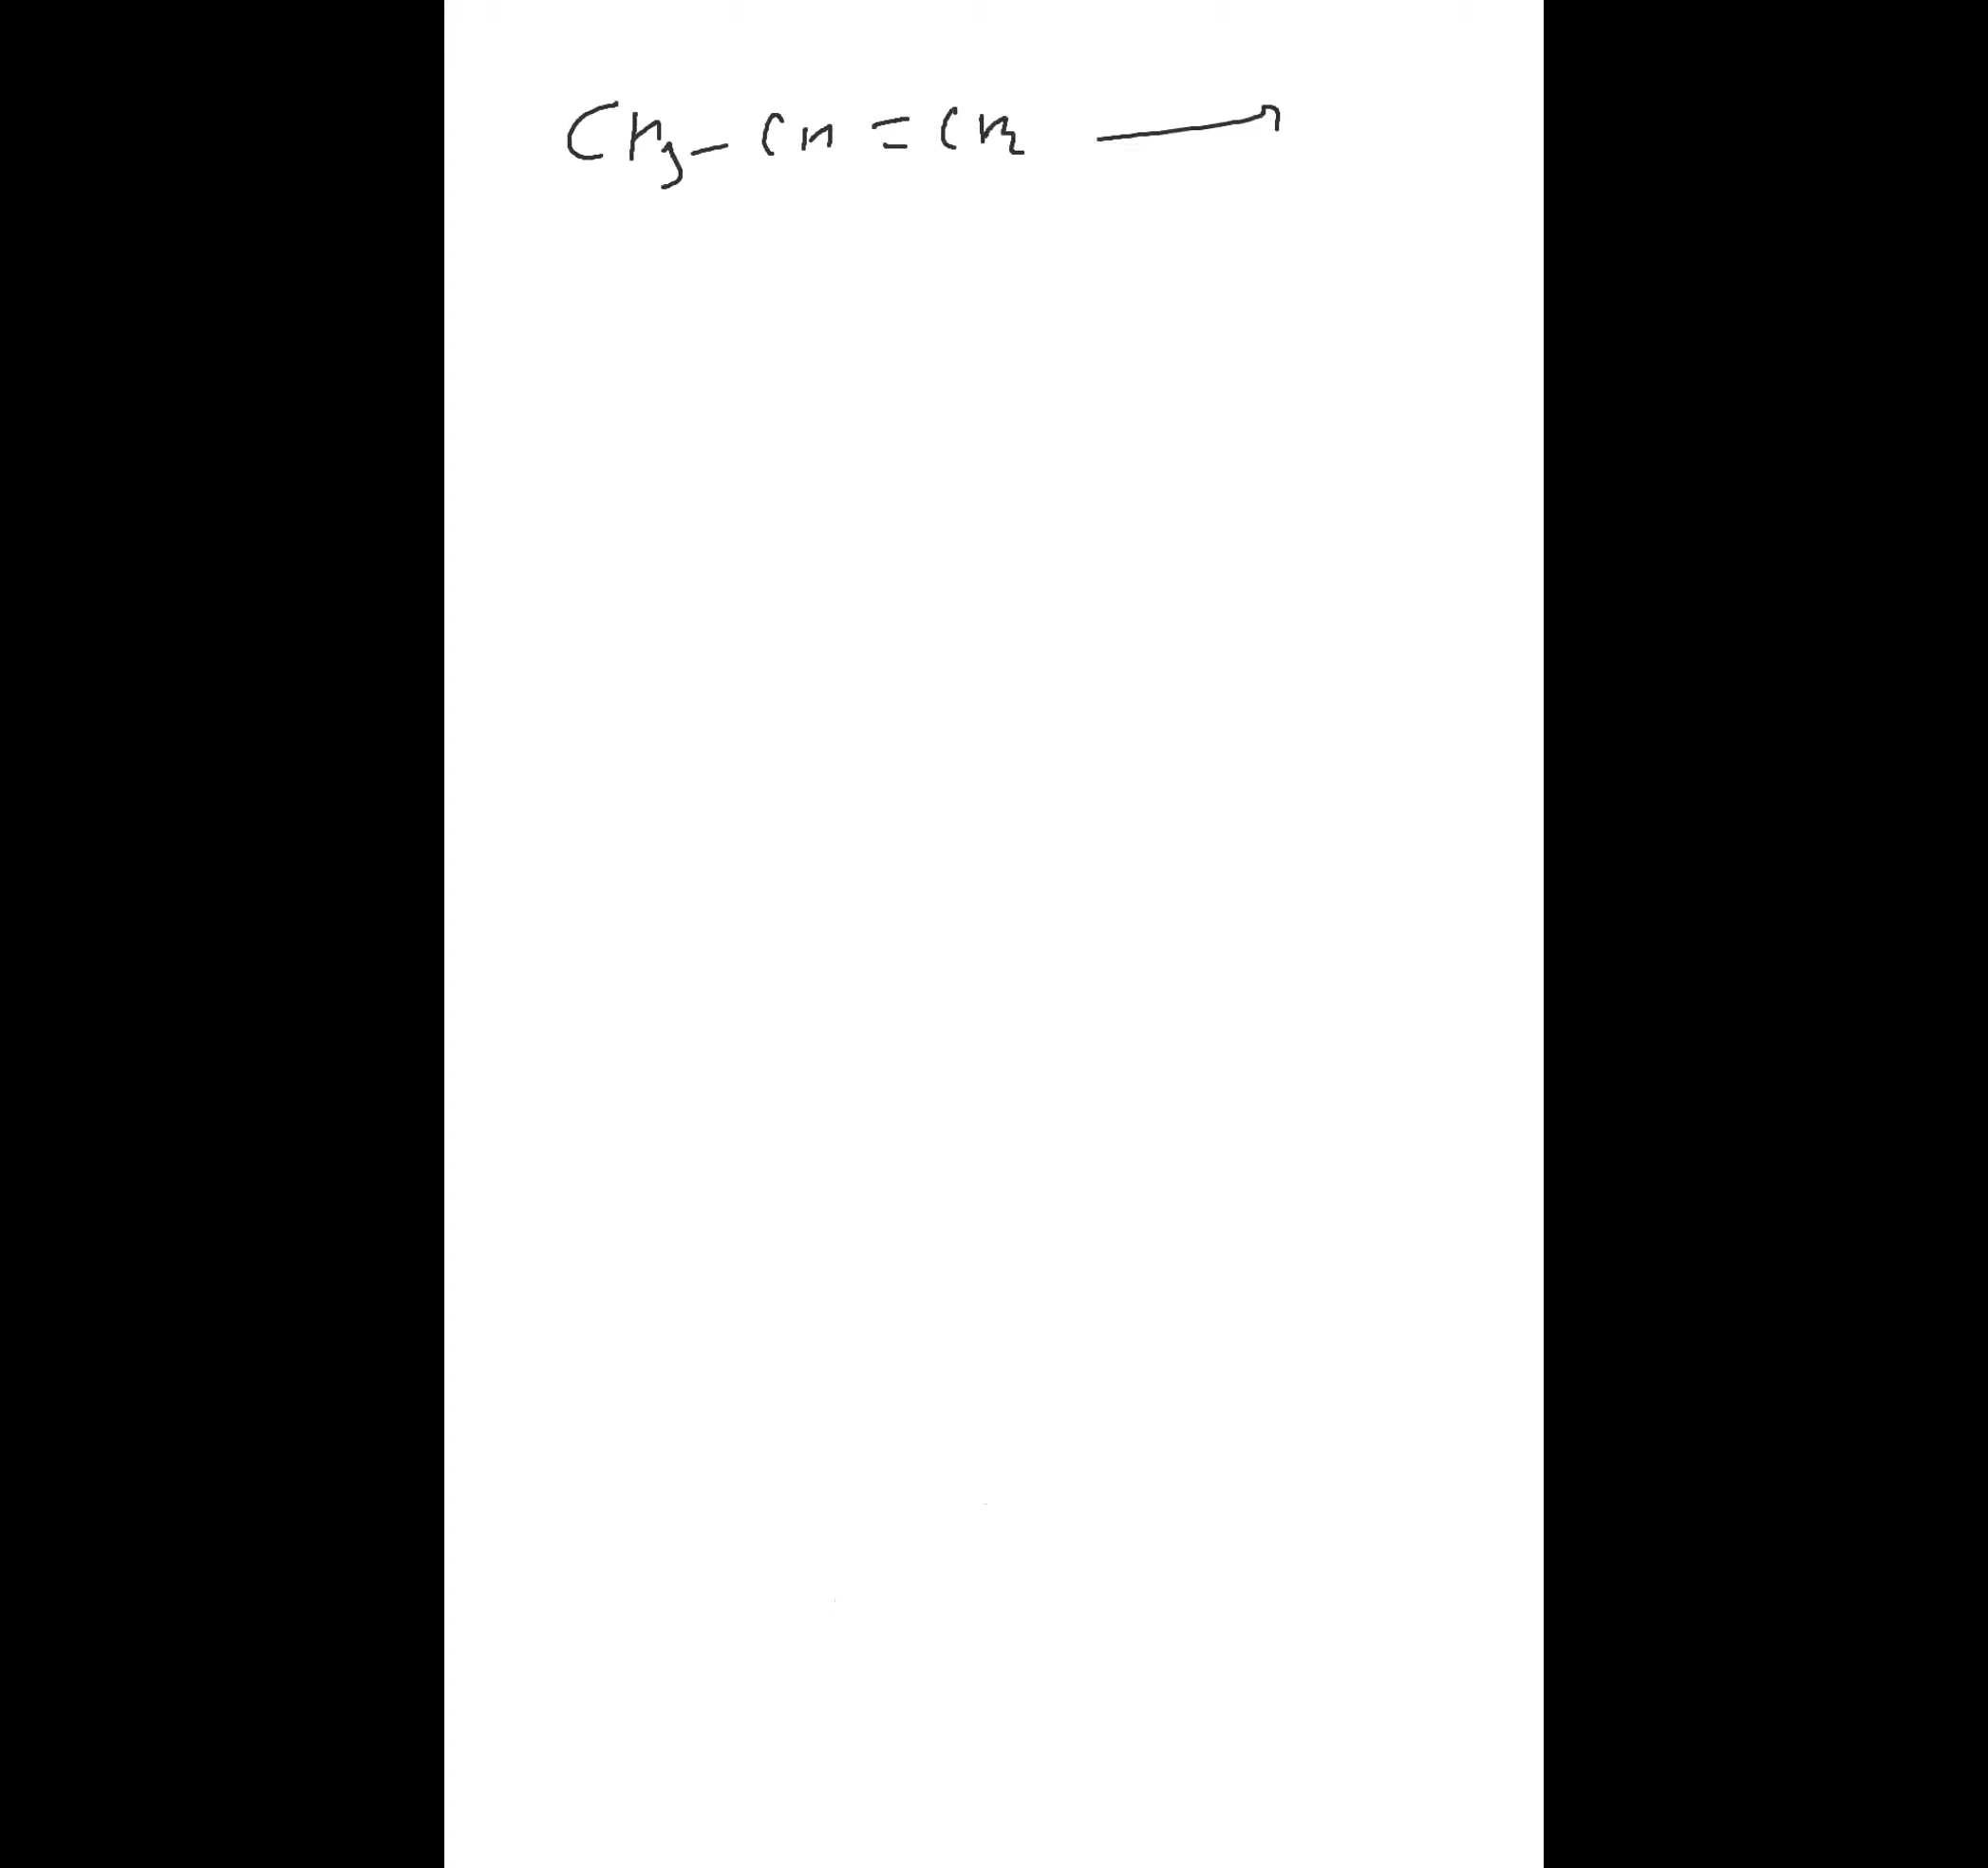 CH₃ – CH = CH₂ ⟶